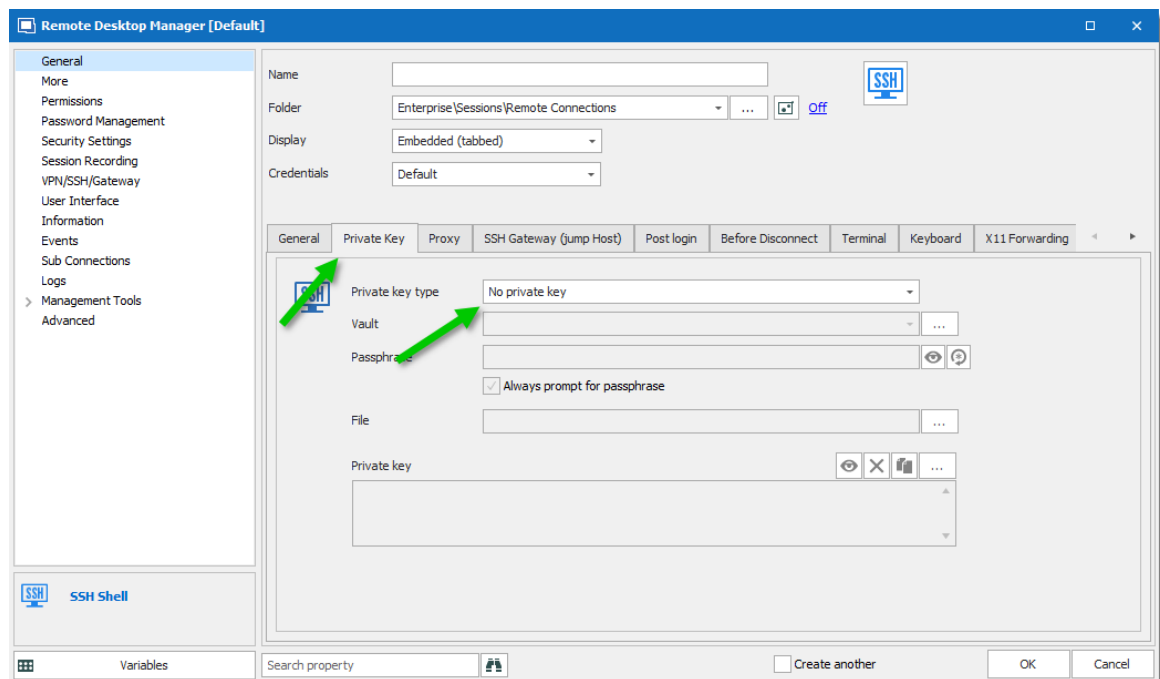 Remote Desktop Manager [Default]
General
More
Permissions
Password Management
Security Settings
Session Recording
VPN/SSH/Gateway
User Interface
Information
Events
Sub Connections
Logs
Management Tools
Advanced
SSH SSH Shell
Variables
Name
SSH
Folder Enterprise\Sessions\Remote Connections ... Off
Display Embedded (tabbed)
Credentials Default
General Private Key Proxy SSH Gateway (jump Host) Post login Before Disconnect Terminal Keyboard X11 Forwarding
SSH Private key type No private key
Vault ...
Passphrase
Always prompt for passphrase
File ...
Private key ...
Search property
Create another
OK Cancel